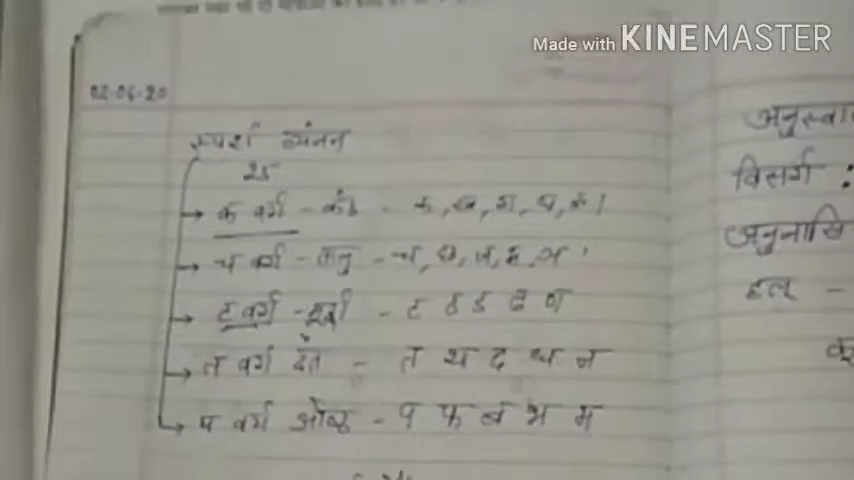 Made with KINEMASTER
02-06-20
स्पर्श व्यंजन
25
→ क वर्ग - कंठ - क, ख, ग, घ, ङ।
→ च वर्ग - तालु - च, छ, ज, झ, ञ।
→ ट वर्ग - मूर्धा - ट ठ ड ढ ण
→ त वर्ग दंत - त थ द ध न
→ प वर्ग ओष्ठ - प फ ब भ म
अनुस्वा
विसर्ग :
अनुनासि
हल् -